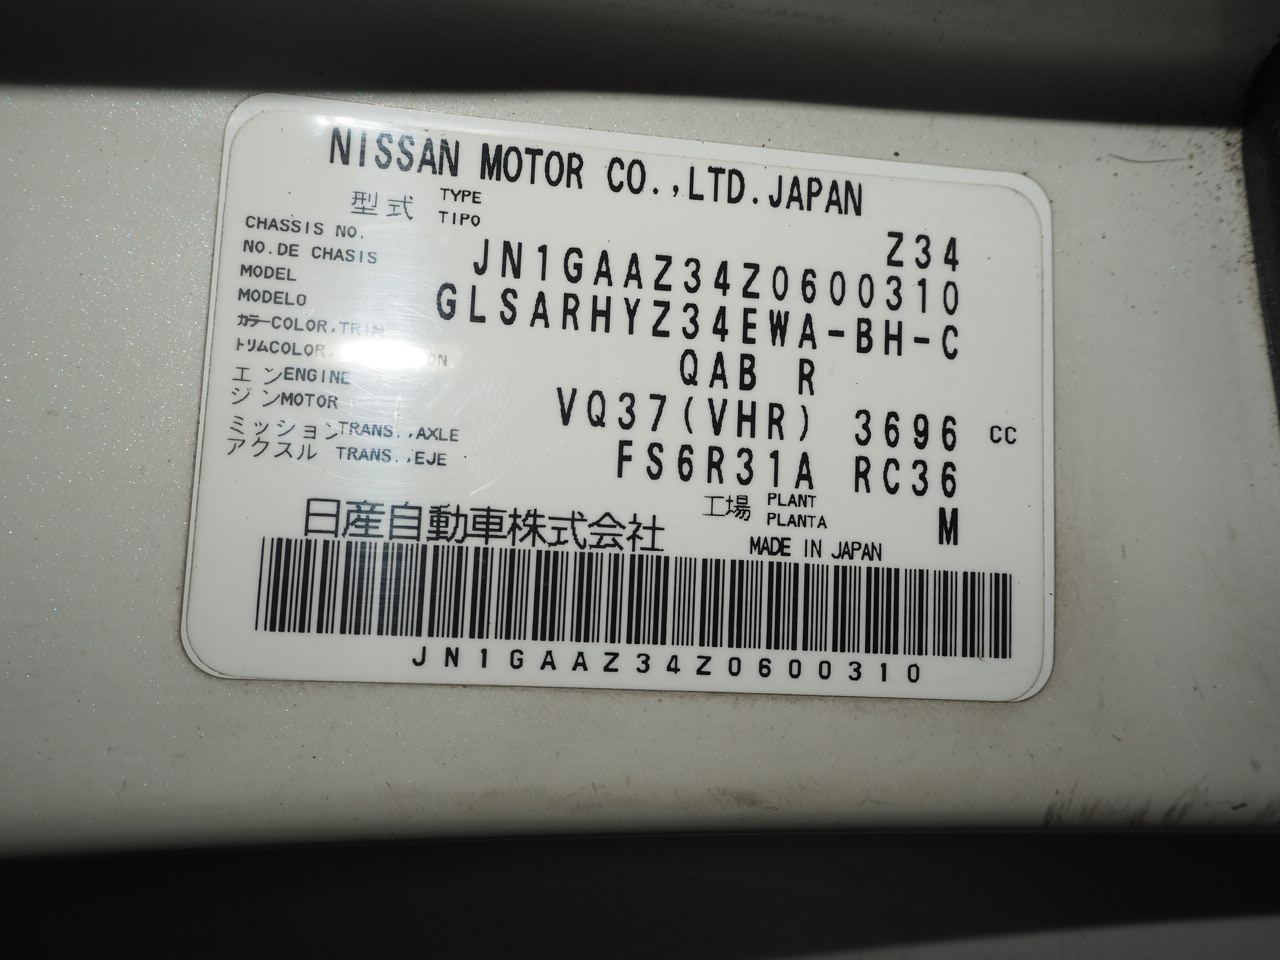 NISSAN MOTOR CO.,LTD.JAPAN
型式 TYPE TIPO Z34
CHASSIS NO.
NO.DE CHASIS JN1GAAZ34Z0600310
MODEL
MODELO GLSARHYZ34EWA-BH-C
カラーCOLOR,TRIM
トリムCOLOR, QAB R
エンENGINE
ジンMOTOR VQ37(VHR) 3696 CC
ミッションTRANS.,AXLE
アクスル TRANS.,EJE FS6R31A RC36
工場 PLANT PLANTA M
日産自動車株式会社
MADE IN JAPAN
JN1GAAZ34Z0600310